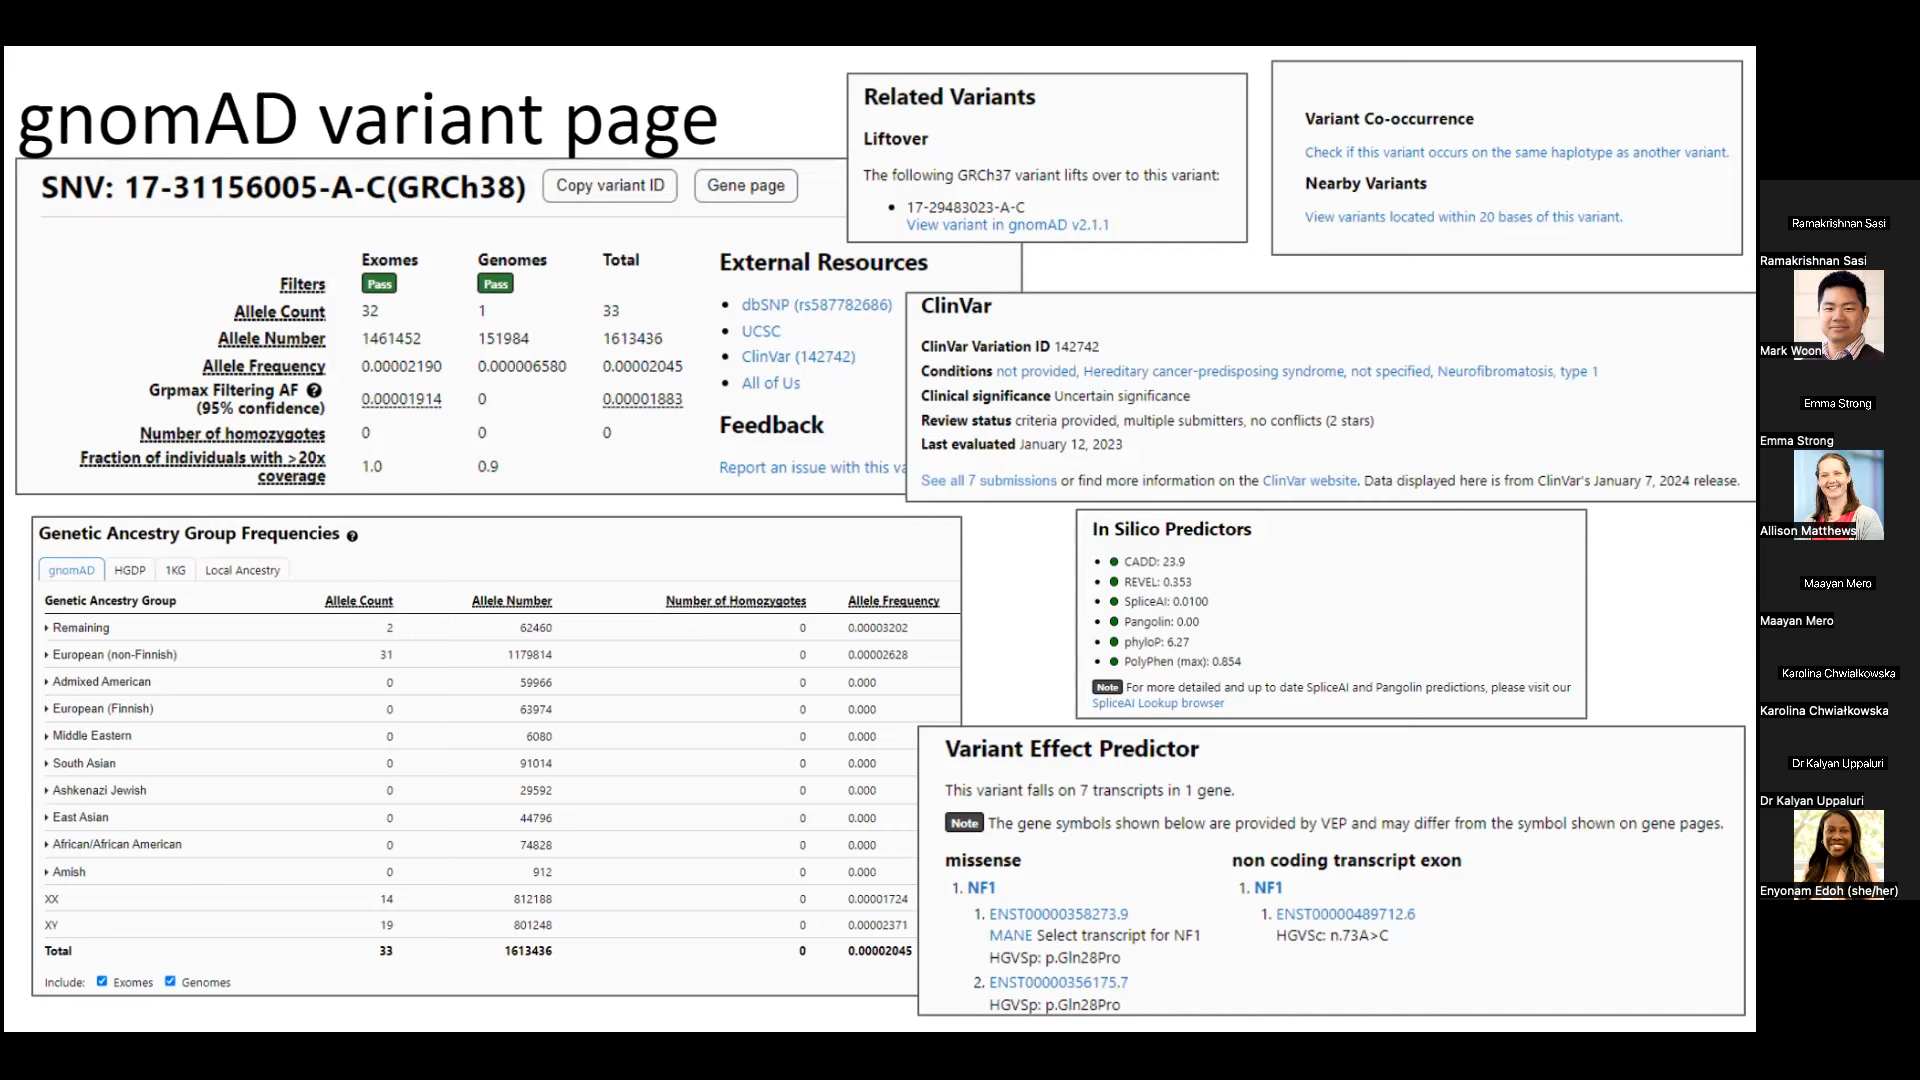 gnomAD variant page
SNV: 17-31156005-A-C(GRCh38)
Copy variant ID
Gene page
Exomes Genomes Total
Filters Pass Pass
Allele Count 32 1 33
Allele Number 1461452 151984 1613436
Allele Frequency 0.00002190 0.000006580 0.00002045
Grpmax Filtering AF ?
(95% confidence) 0.00001914 0 0.00001883
Number of homozygotes 0 0 0
Fraction of individuals with >20x
coverage 1.0 0.9
External Resources
• dbSNP (rs587782686)
• UCSC
• ClinVar (142742)
• All of Us
Feedback
Report an issue with this va
Related Variants
Liftover
The following GRCh37 variant lifts over to this variant:
• 17-29483023-A-C
View variant in gnomAD v2.1.1
Variant Co-occurrence
Check if this variant occurs on the same haplotype as another variant.
Nearby Variants
View variants located within 20 bases of this variant.
ClinVar
ClinVar Variation ID 142742
Conditions not provided, Hereditary cancer-predisposing syndrome, not specified, Neurofibromatosis, type 1
Clinical significance Uncertain significance
Review status criteria provided, multiple submitters, no conflicts (2 stars)
Last evaluated January 12, 2023
See all 7 submissions or find more information on the ClinVar website. Data displayed here is from ClinVar's January 7, 2024 release.
Genetic Ancestry Group Frequencies ?
gnomAD HGDP 1KG Local Ancestry
Genetic Ancestry Group Allele Count Allele Number Number of Homozygotes Allele Frequency
Remaining 2 62460 0 0.00003202
European (non-Finnish) 31 1179814 0 0.00002628
Admixed American 0 59966 0 0.000
European (Finnish) 0 63974 0 0.000
Middle Eastern 0 6080 0 0.000
South Asian 0 91014 0 0.000
Ashkenazi Jewish 0 29592 0 0.000
East Asian 0 44796 0 0.000
African/African American 0 74828 0 0.000
Amish 0 912 0 0.000
XX 14 812188 0 0.00001724
XY 19 801248 0 0.00002371
Total 33 1613436 0 0.00002045
Include: Exomes Genomes
In Silico Predictors
• CADD: 23.9
• REVEL: 0.353
• SpliceAI: 0.0100
• Pangolin: 0.00
• phyloP: 6.27
• PolyPhen (max): 0.854
Note For more detailed and up to date SpliceAI and Pangolin predictions, please visit our
SpliceAI Lookup browser
Variant Effect Predictor
This variant falls on 7 transcripts in 1 gene.
Note The gene symbols shown below are provided by VEP and may differ from the symbol shown on gene pages.
missense
1. NF1
1. ENST00000358273.9
MANE Select transcript for NF1
HGVSp: p.Gln28Pro
2. ENST00000356175.7
HGVSp: p.Gln28Pro
non coding transcript exon
1. NF1
1. ENST00000489712.6
HGVSc: n.73A>C
Ramakrishnan Sasi
Ramakrishnan Sasi
Mark Woon
Emma Strong
Emma Strong
Allison Matthews
Maayan Mero
Maayan Mero
Karolina Chwiałkowska
Karolina Chwiałkowska
Dr Kalyan Uppaluri
Dr Kalyan Uppaluri
Enyonam Edoh (she/her)